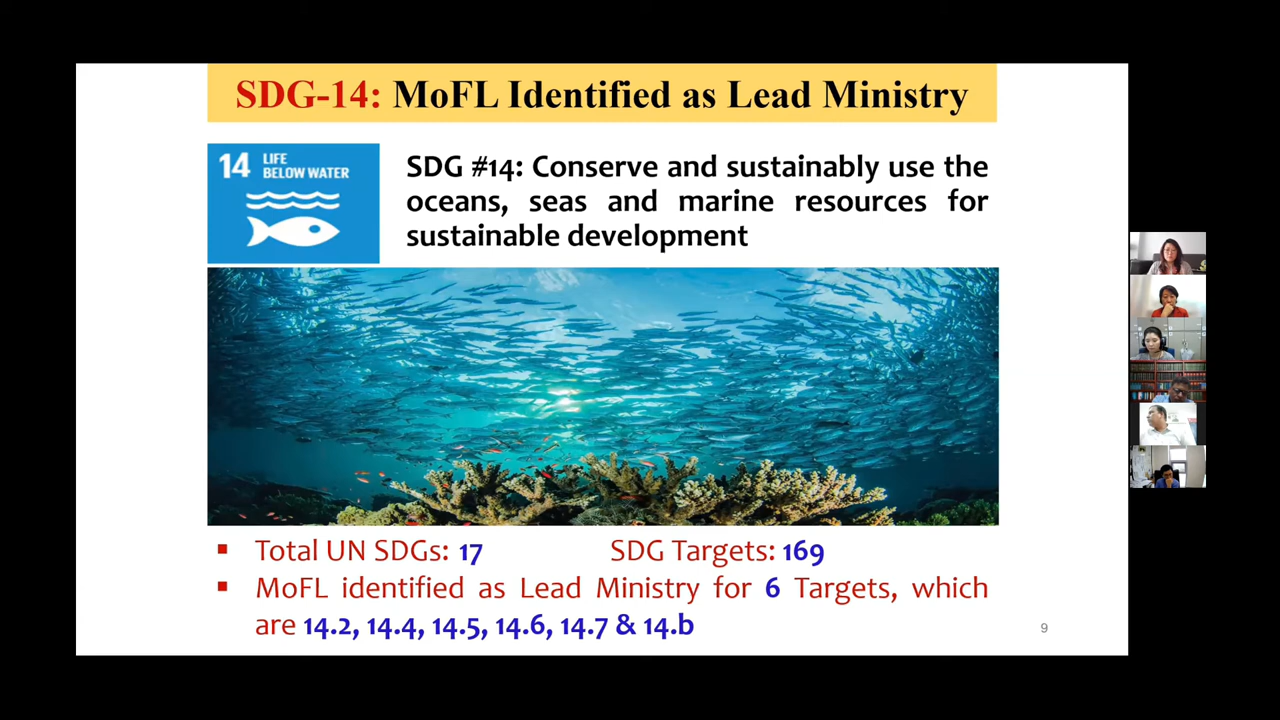 SDG-14: MoFL Identified as Lead Ministry
14 LIFE
BELOW WATER
SDG #14: Conserve and sustainably use the
oceans, seas and marine resources for
sustainable development
▪ Total UN SDGs: 17 SDG Targets: 169
▪ MoFL identified as Lead Ministry for 6 Targets, which
are 14.2, 14.4, 14.5, 14.6, 14.7 & 14.b
9